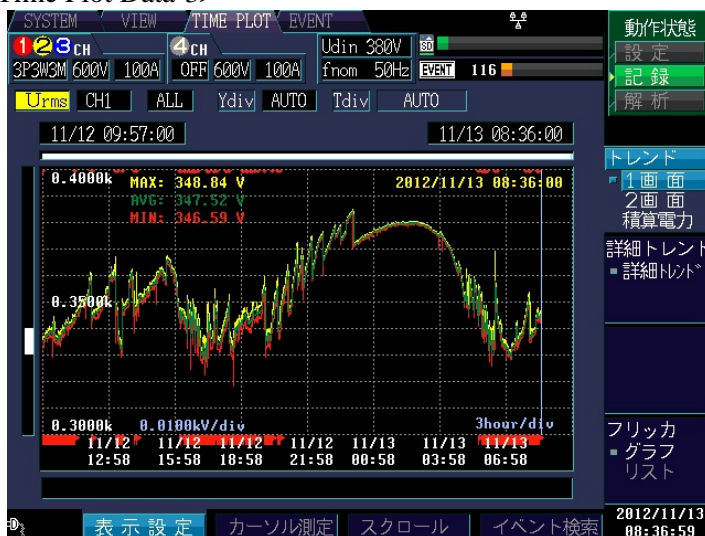 SYSTEM VIEW TIME PLOT EVENT
動作状態
1 2 3 CH 4 CH Udin 380V SD
設 定
3P3W3M 600V 100A OFF 600V 100A fnom 50Hz EVENT 116
記 録
Urms CH1 ALL Ydiv AUTO Tdiv AUTO
解 析
11/12 09:57:00 11/13 08:36:00
トレンド
0.4000k MAX: 348.84 V 2012/11/13 08:36:00
1画 面
AVG: 347.52 V
2画 面
MIN: 346.59 V
積算電力
詳細トレンド
詳細トレンド
0.3500k
0.3000k 0.0100kV/div 3hour/div
フリッカ
11/12 11/12 11/12 11/12 11/13 11/13 11/13
グラフ
12:58 15:58 18:58 21:58 00:58 03:58 06:58
リスト
表 示 設 定 カーソル測定 スクロール イベント検索
2012/11/13
08:36:59